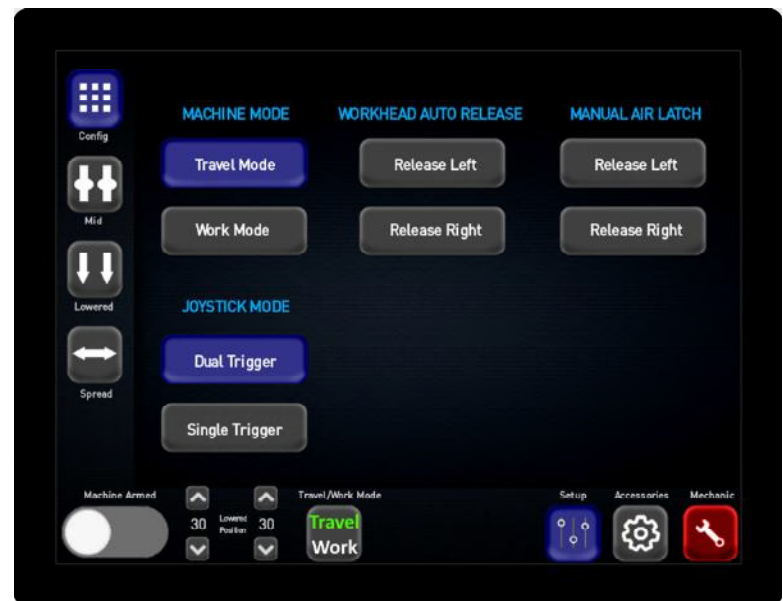 Config
Mid
Lowered
Spread
MACHINE MODE
Travel Mode
Work Mode
WORKHEAD AUTO RELEASE
Release Left
Release Right
MANUAL AIR LATCH
Release Left
Release Right
JOYSTICK MODE
Dual Trigger
Single Trigger
Machine Armed
30
Lowered
Position
30
Travel/Work Mode
Travel
Work
Setup
Accessories
Mechanic